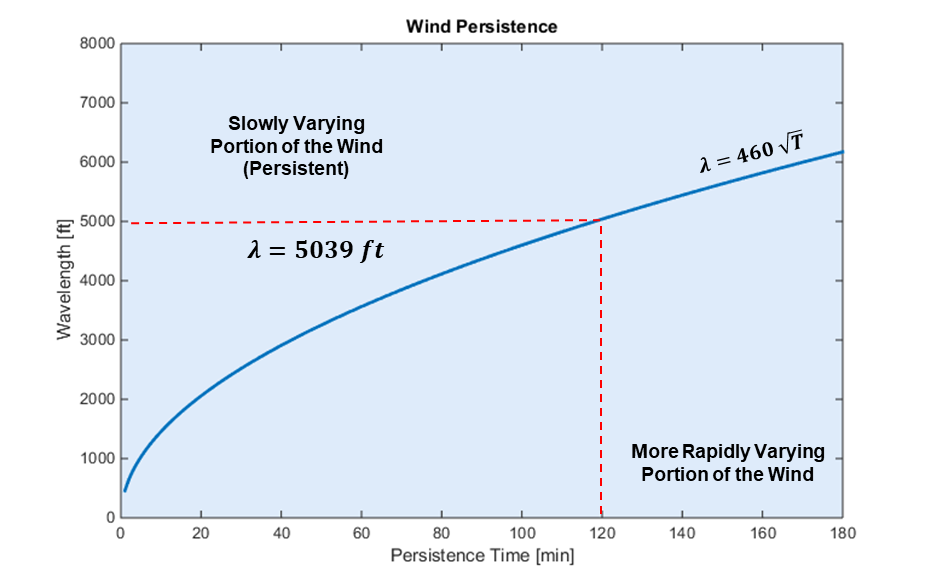 Wind Persistence
8000
7000
6000
5000
4000
3000
2000
1000
0
Wavelength [ft]
Slowly Varying
Portion of the Wind
(Persistent)
λ = 460 √T
λ = 5039 ft
More Rapidly Varying
Portion of the Wind
0 20 40 60 80 100 120 140 160 180
Persistence Time [min]